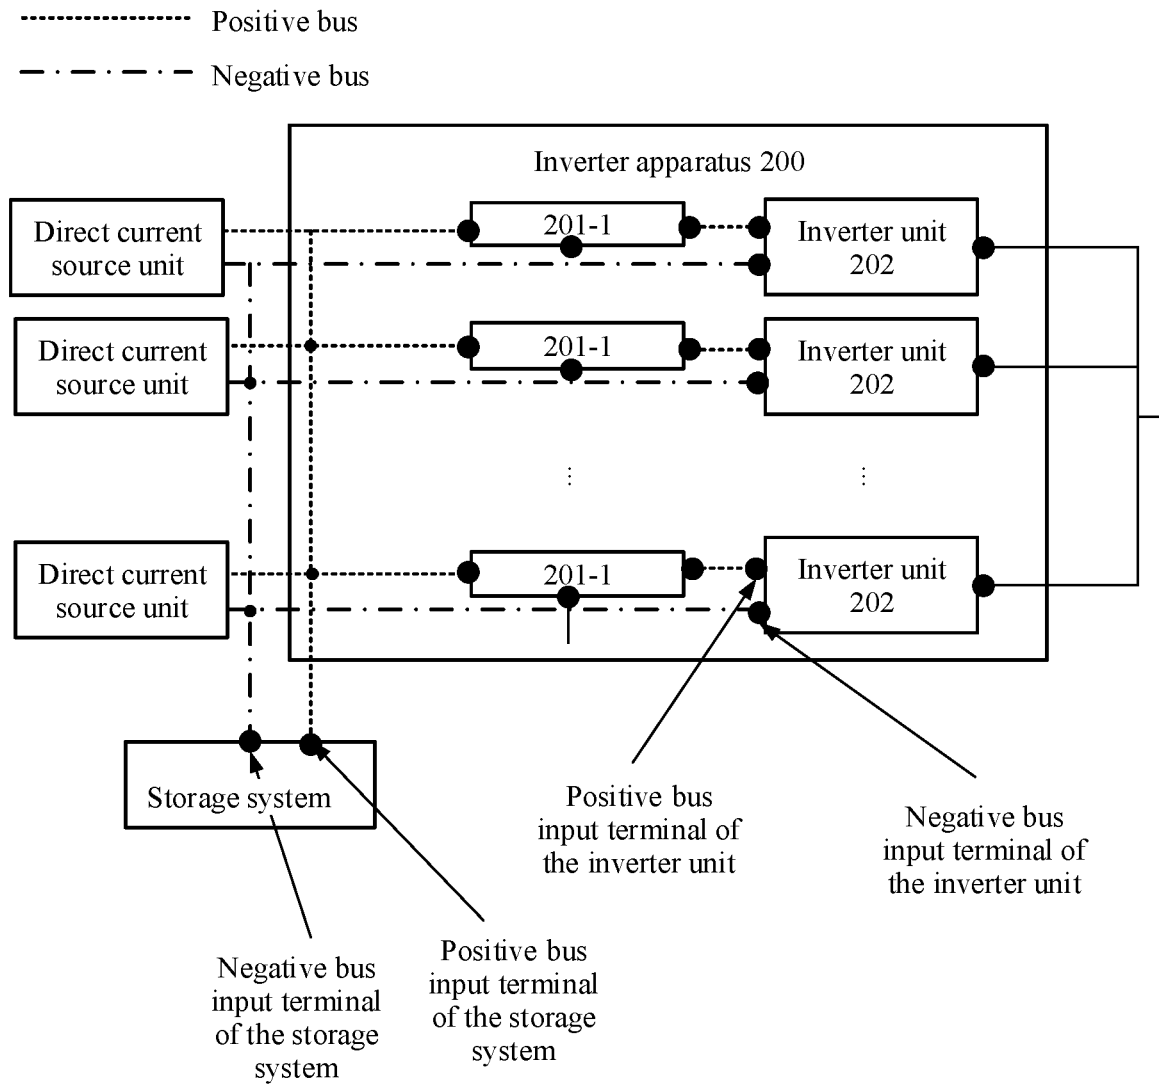 Positive bus
Negative bus
Inverter apparatus 200
Direct current
source unit
201-1
Inverter unit
202
Direct current
source unit
201-1
Inverter unit
202
⋮
⋮
Direct current
source unit
201-1
Inverter unit
202
Storage system
Positive bus
input terminal of
the inverter unit
Negative bus
input terminal of
the inverter unit
Negative bus
input terminal
of the storage
system
Positive bus
input terminal
of the storage
system